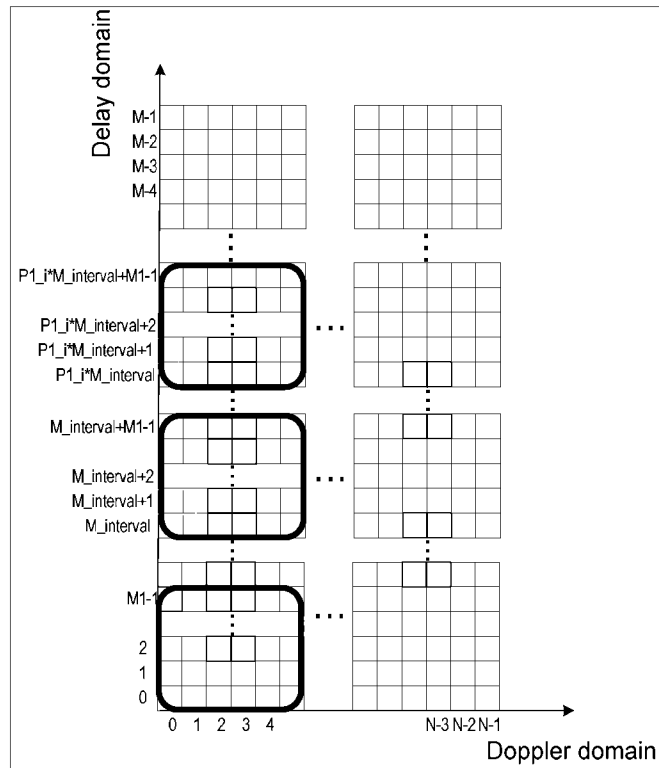 Delay domain
M-1
M-2
M-3
M-4
P1_i*M_interval+M1-1
P1_i*M_interval+2
P1_i*M_interval+1
P1_i*M_interval
M_interval+M1-1
M_interval+2
M_interval+1
M_interval
M1-1
2
1
0
0 1 2 3 4 N-3 N-2 N-1
Doppler domain